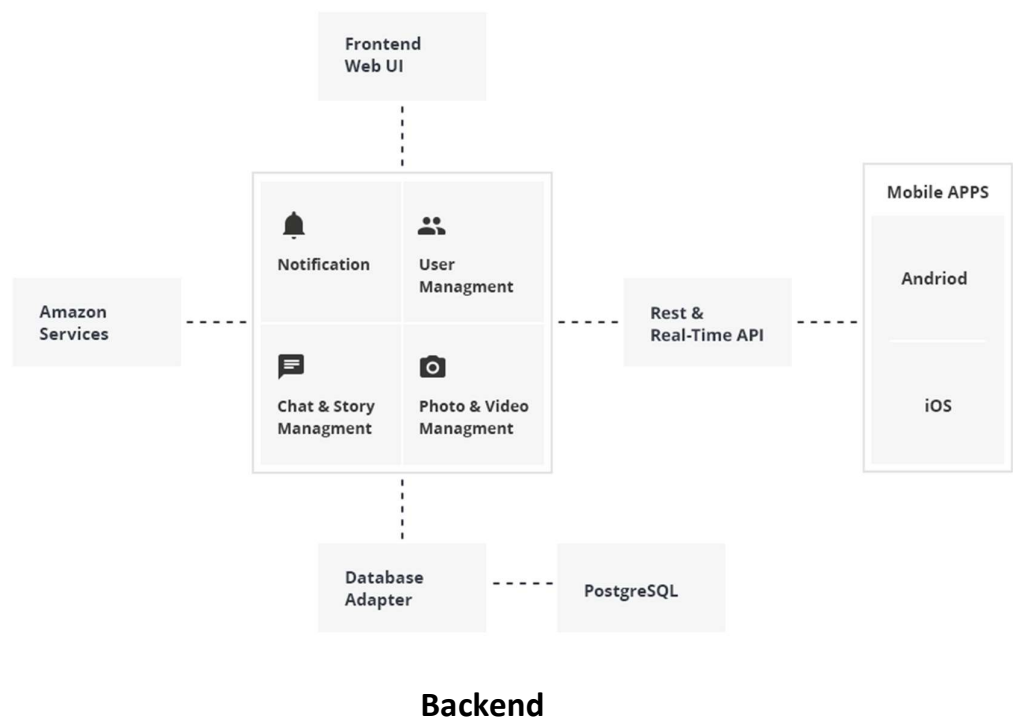 Frontend
Web UI
Mobile APPS
Notification
User
Managment
Andriod
Amazon
Services
Rest &
Real-Time API
Chat & Story
Managment
Photo & Video
Managment
iOS
Database
Adapter
PostgreSQL
Backend